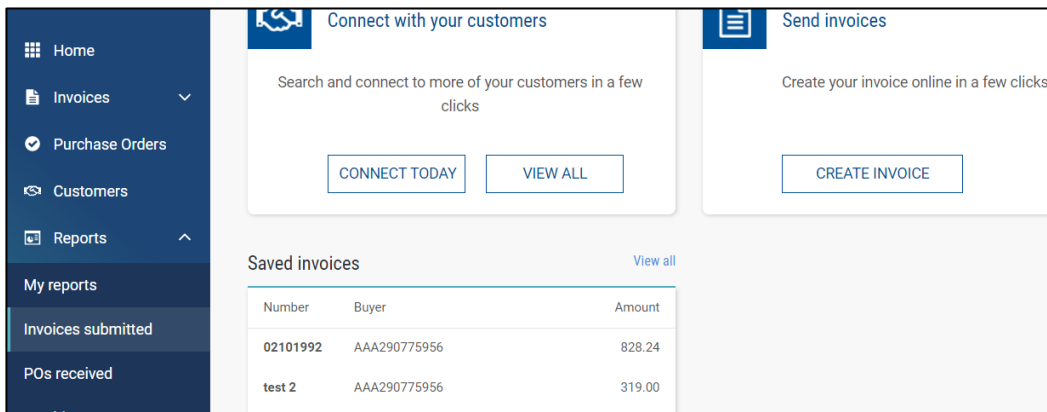 Home
Invoices
Purchase Orders
Customers
Reports
My reports
Invoices submitted
POs received
Connect with your customers
Search and connect to more of your customers in a few
clicks
CONNECT TODAY VIEW ALL
Send invoices
Create your invoice online in a few clicks
CREATE INVOICE
Saved invoices View all
Number Buyer Amount
02101992 AAA290775956 828.24
test 2 AAA290775956 319.00